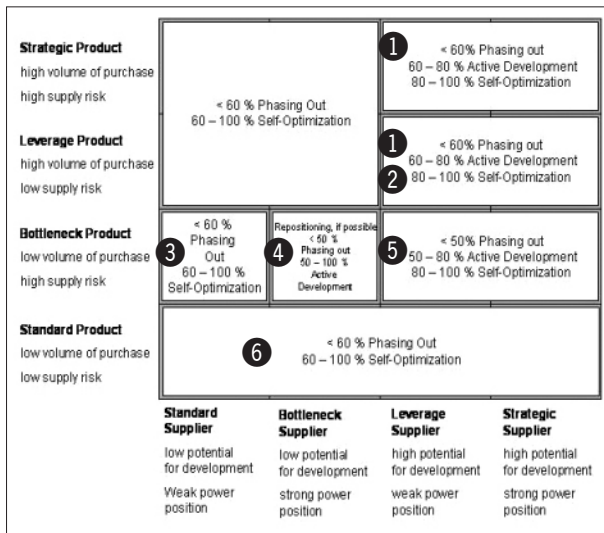 Strategic Product
high volume of purchase
high supply risk
< 60 % Phasing Out
60 – 100 % Self-Optimization
1
< 60% Phasing out
60 – 80 % Active Development
80 – 100 % Self-Optimization
Leverage Product
high volume of purchase
low supply risk
1
2
< 60% Phasing out
60 – 80 % Active Development
80 – 100 % Self-Optimization
Bottleneck Product
low volume of purchase
high supply risk
3
< 60 %
Phasing
Out
60 – 100 %
Self-Optimization
4
Repositioning, if possible
< 50 %
Phasing out
50 – 100 %
Active
Development
5
< 50% Phasing out
50 – 80 % Active Development
80 – 100 % Self-Optimization
Standard Product
low volume of purchase
low supply risk
6
< 60 % Phasing Out
60 – 100 % Self-Optimization
Standard
Supplier
low potential
for development
Weak power
position
Bottleneck
Supplier
low potential
for development
strong power
position
Leverage
Supplier
high potential
for development
weak power
position
Strategic
Supplier
high potential
for development
strong power
position